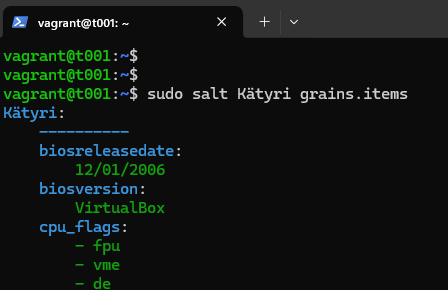 vagrant@t001: ~
vagrant@t001:~$
vagrant@t001:~$
vagrant@t001:~$ sudo salt Kätyri grains.items
Kätyri:
    ----------
    biosreleasedate:
        12/01/2006
    biosversion:
        VirtualBox
    cpu_flags:
        - fpu
        - vme
        - de